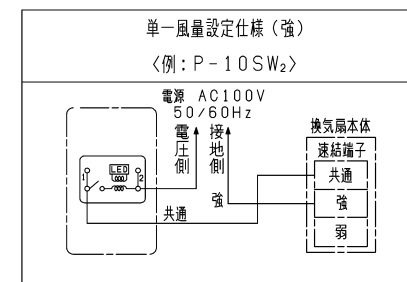 単一風量設定仕様（強）
〈例：P－10SW₂〉
電源 AC100V
50/60Hz
電圧側
接地側
換気扇本体
速結端子
共通
強
弱
LED
1
2
強
共通